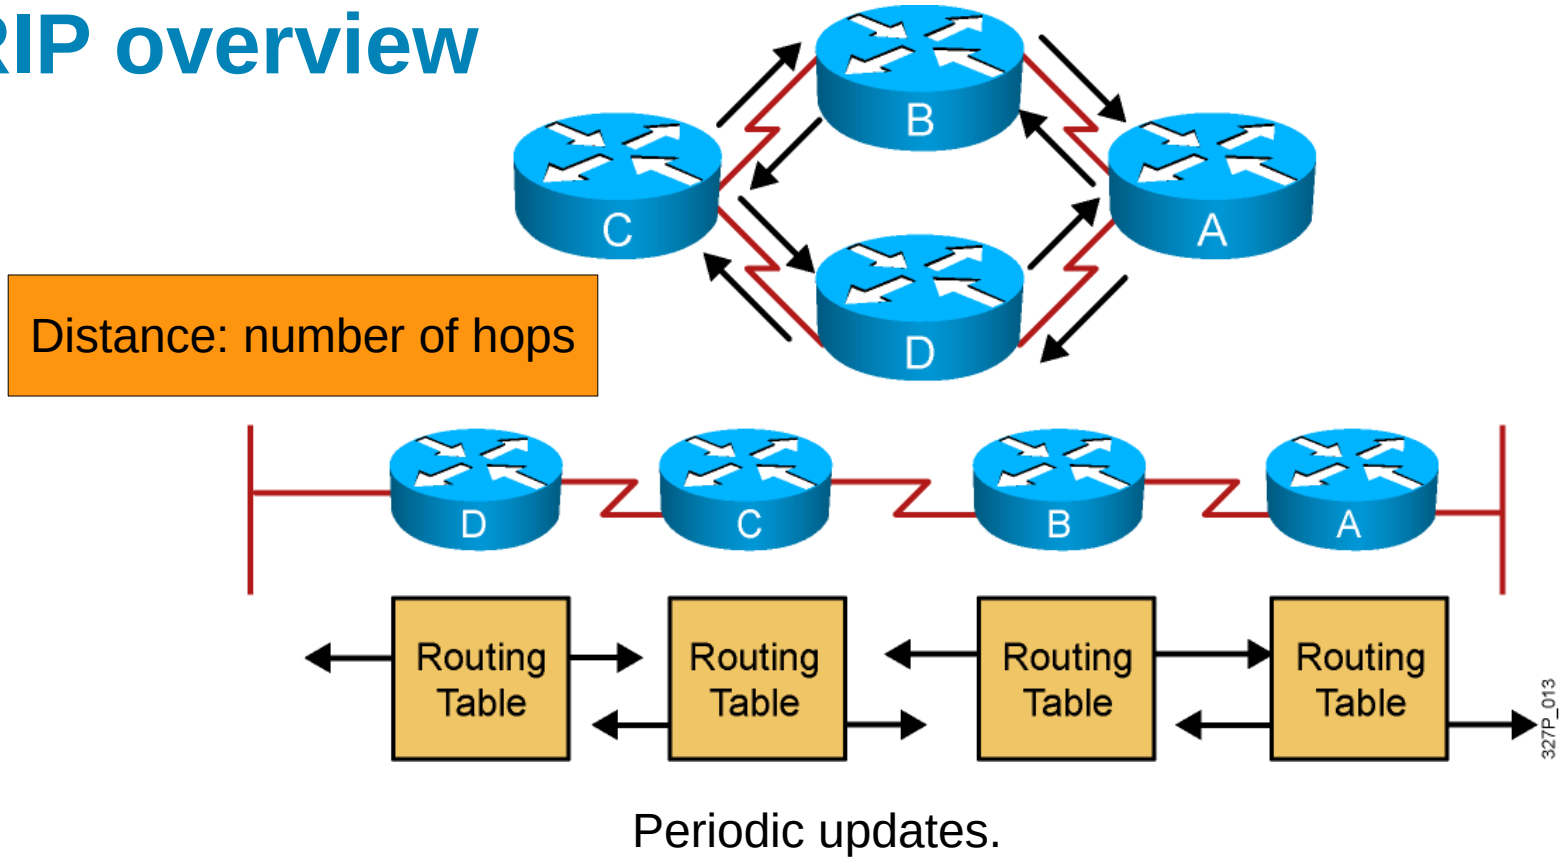 RIP overview
B
C
A
D
Distance: number of hops
D
C
B
A
Routing
Table
Routing
Table
Routing
Table
Routing
Table
327P_013
Periodic updates.